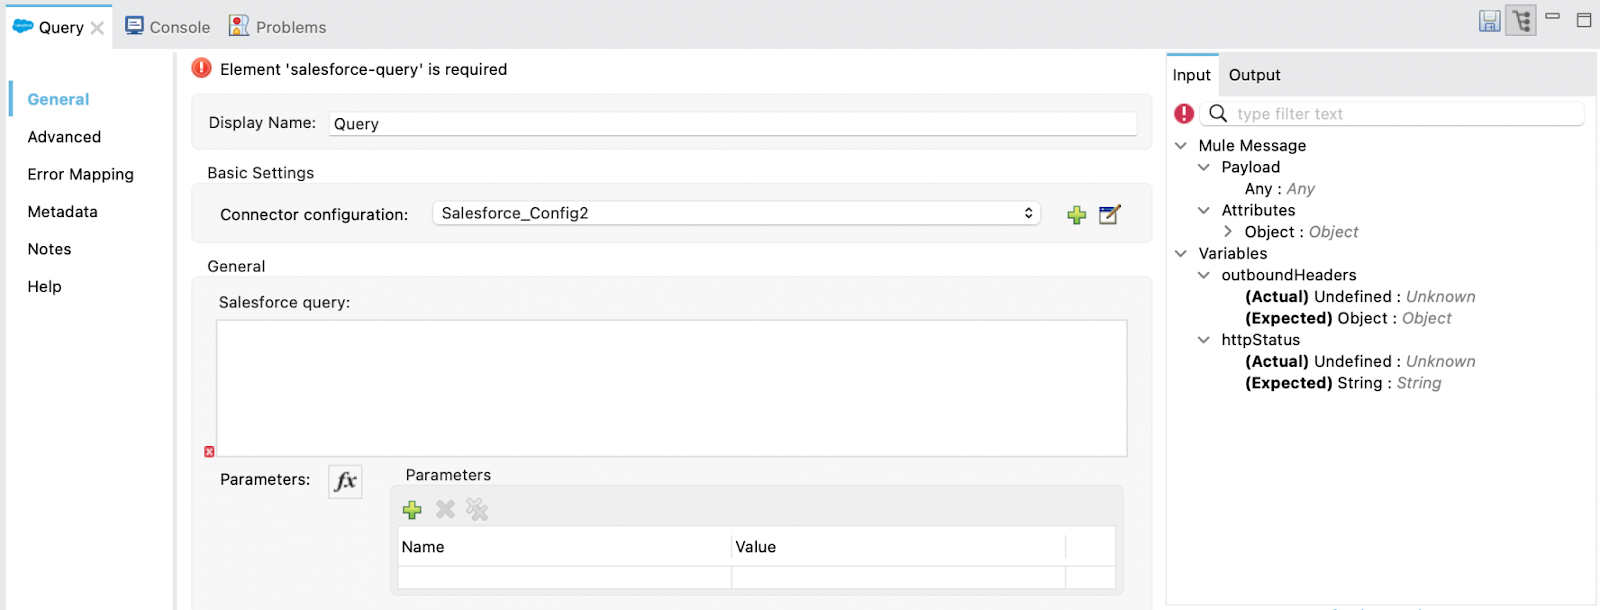 Query
Console
Problems
General
Advanced
Error Mapping
Metadata
Notes
Help
Element 'salesforce-query' is required
Display Name: Query
Basic Settings
Connector configuration: Salesforce_Config2
General
Salesforce query:
Parameters: fx
Parameters
Name Value
Input Output
type filter text
Mule Message
Payload
Any : Any
Attributes
Object : Object
Variables
outboundHeaders
(Actual) Undefined : Unknown
(Expected) Object : Object
httpStatus
(Actual) Undefined : Unknown
(Expected) String : String